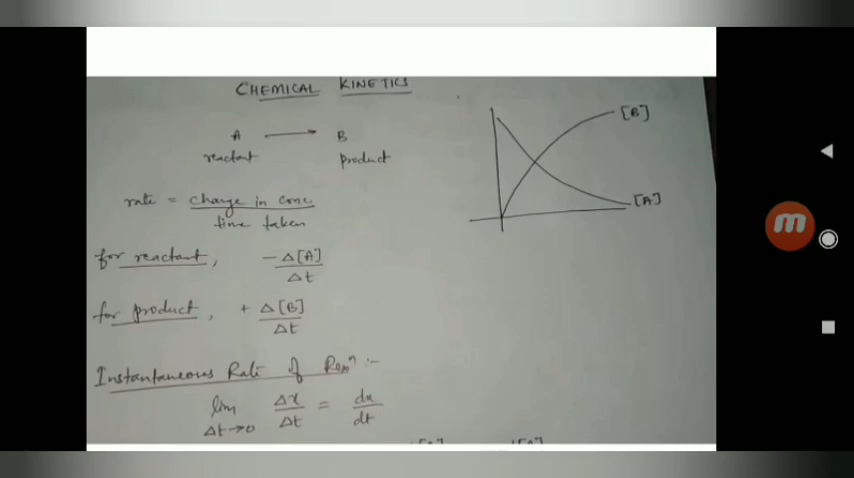 CHEMICAL KINETICS
A ⟶ B
reactant product
rate = change in conc / time taken
for reactant, -Δ[A] / Δt
for product, + Δ[B] / Δt
Instantaneous Rate of Reaxⁿ :-
lim Δt→0 Δx / Δt = dx / dt
[B]
[A]
m